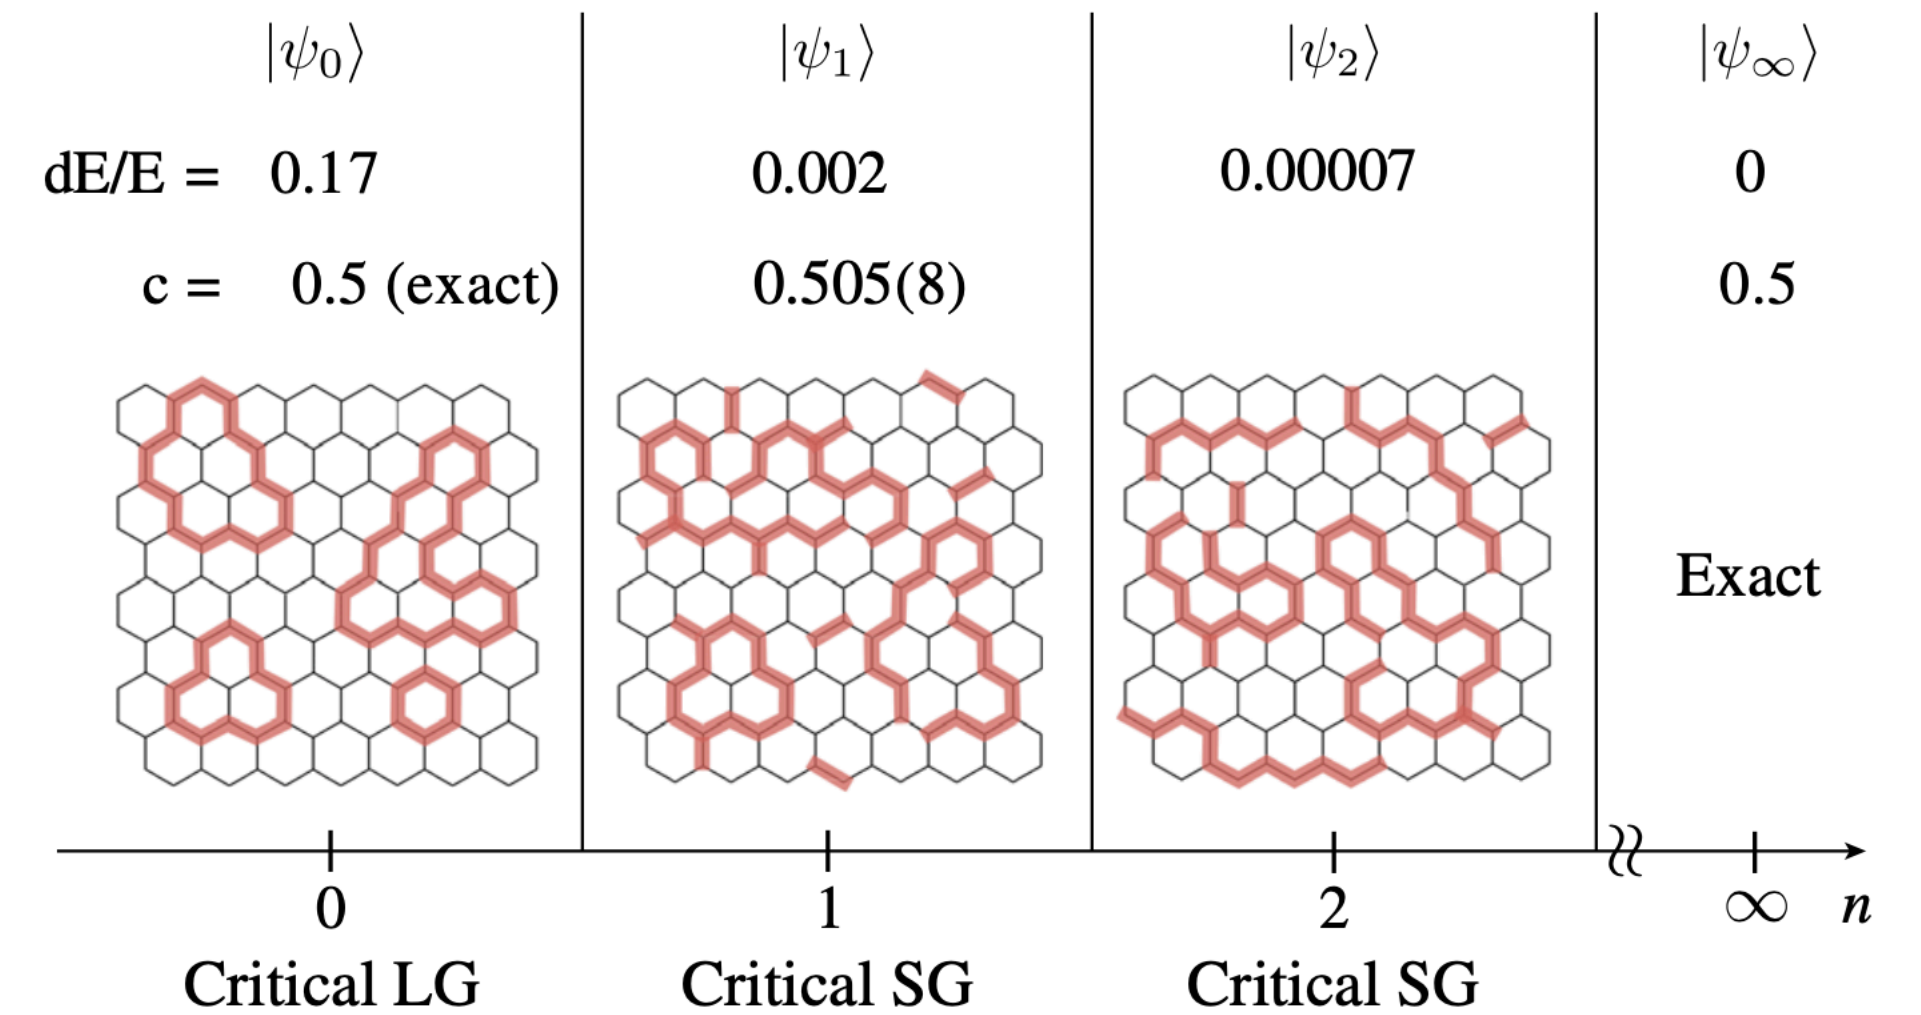 |ψ₀⟩ |ψ₁⟩ |ψ₂⟩ |ψ∞⟩
dE/E = 0.17 0.002 0.00007 0
c = 0.5 (exact) 0.505(8) 0.5
Exact
0 1 2 ∞ n
Critical LG Critical SG Critical SG